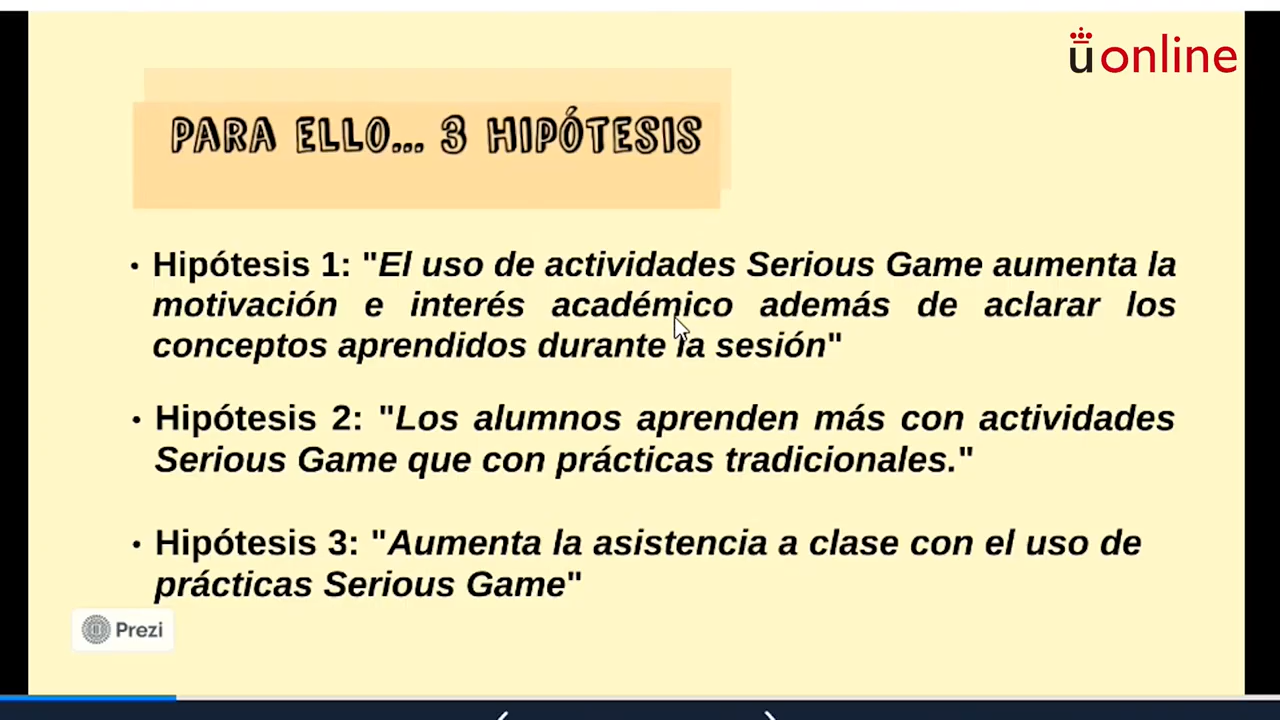 ü online
PARA ELLO... 3 HIPÓTESIS
• Hipótesis 1: "El uso de actividades Serious Game aumenta la
motivación e interés académico además de aclarar los
conceptos aprendidos durante la sesión"
• Hipótesis 2: "Los alumnos aprenden más con actividades
Serious Game que con prácticas tradicionales."
• Hipótesis 3: "Aumenta la asistencia a clase con el uso de
prácticas Serious Game"
Prezi